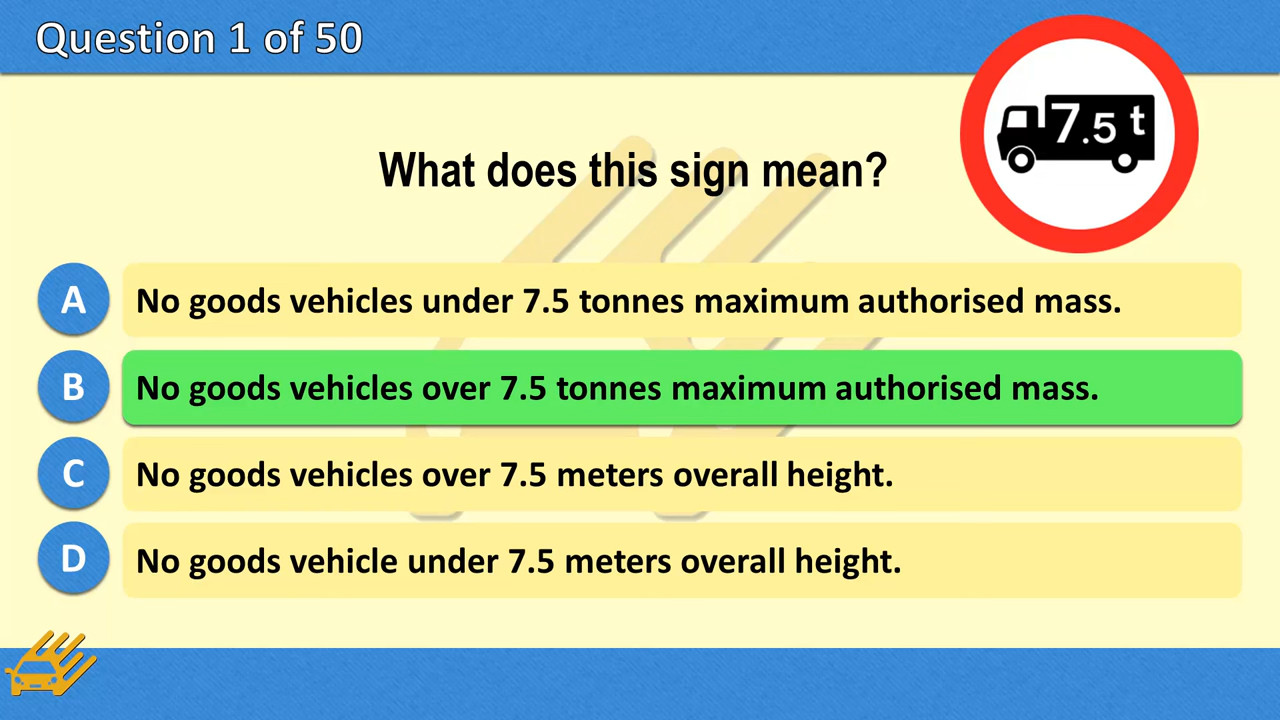 Question 1 of 50
7.5 t
What does this sign mean?
A
No goods vehicles under 7.5 tonnes maximum authorised mass.
B
No goods vehicles over 7.5 tonnes maximum authorised mass.
C
No goods vehicles over 7.5 meters overall height.
D
No goods vehicle under 7.5 meters overall height.